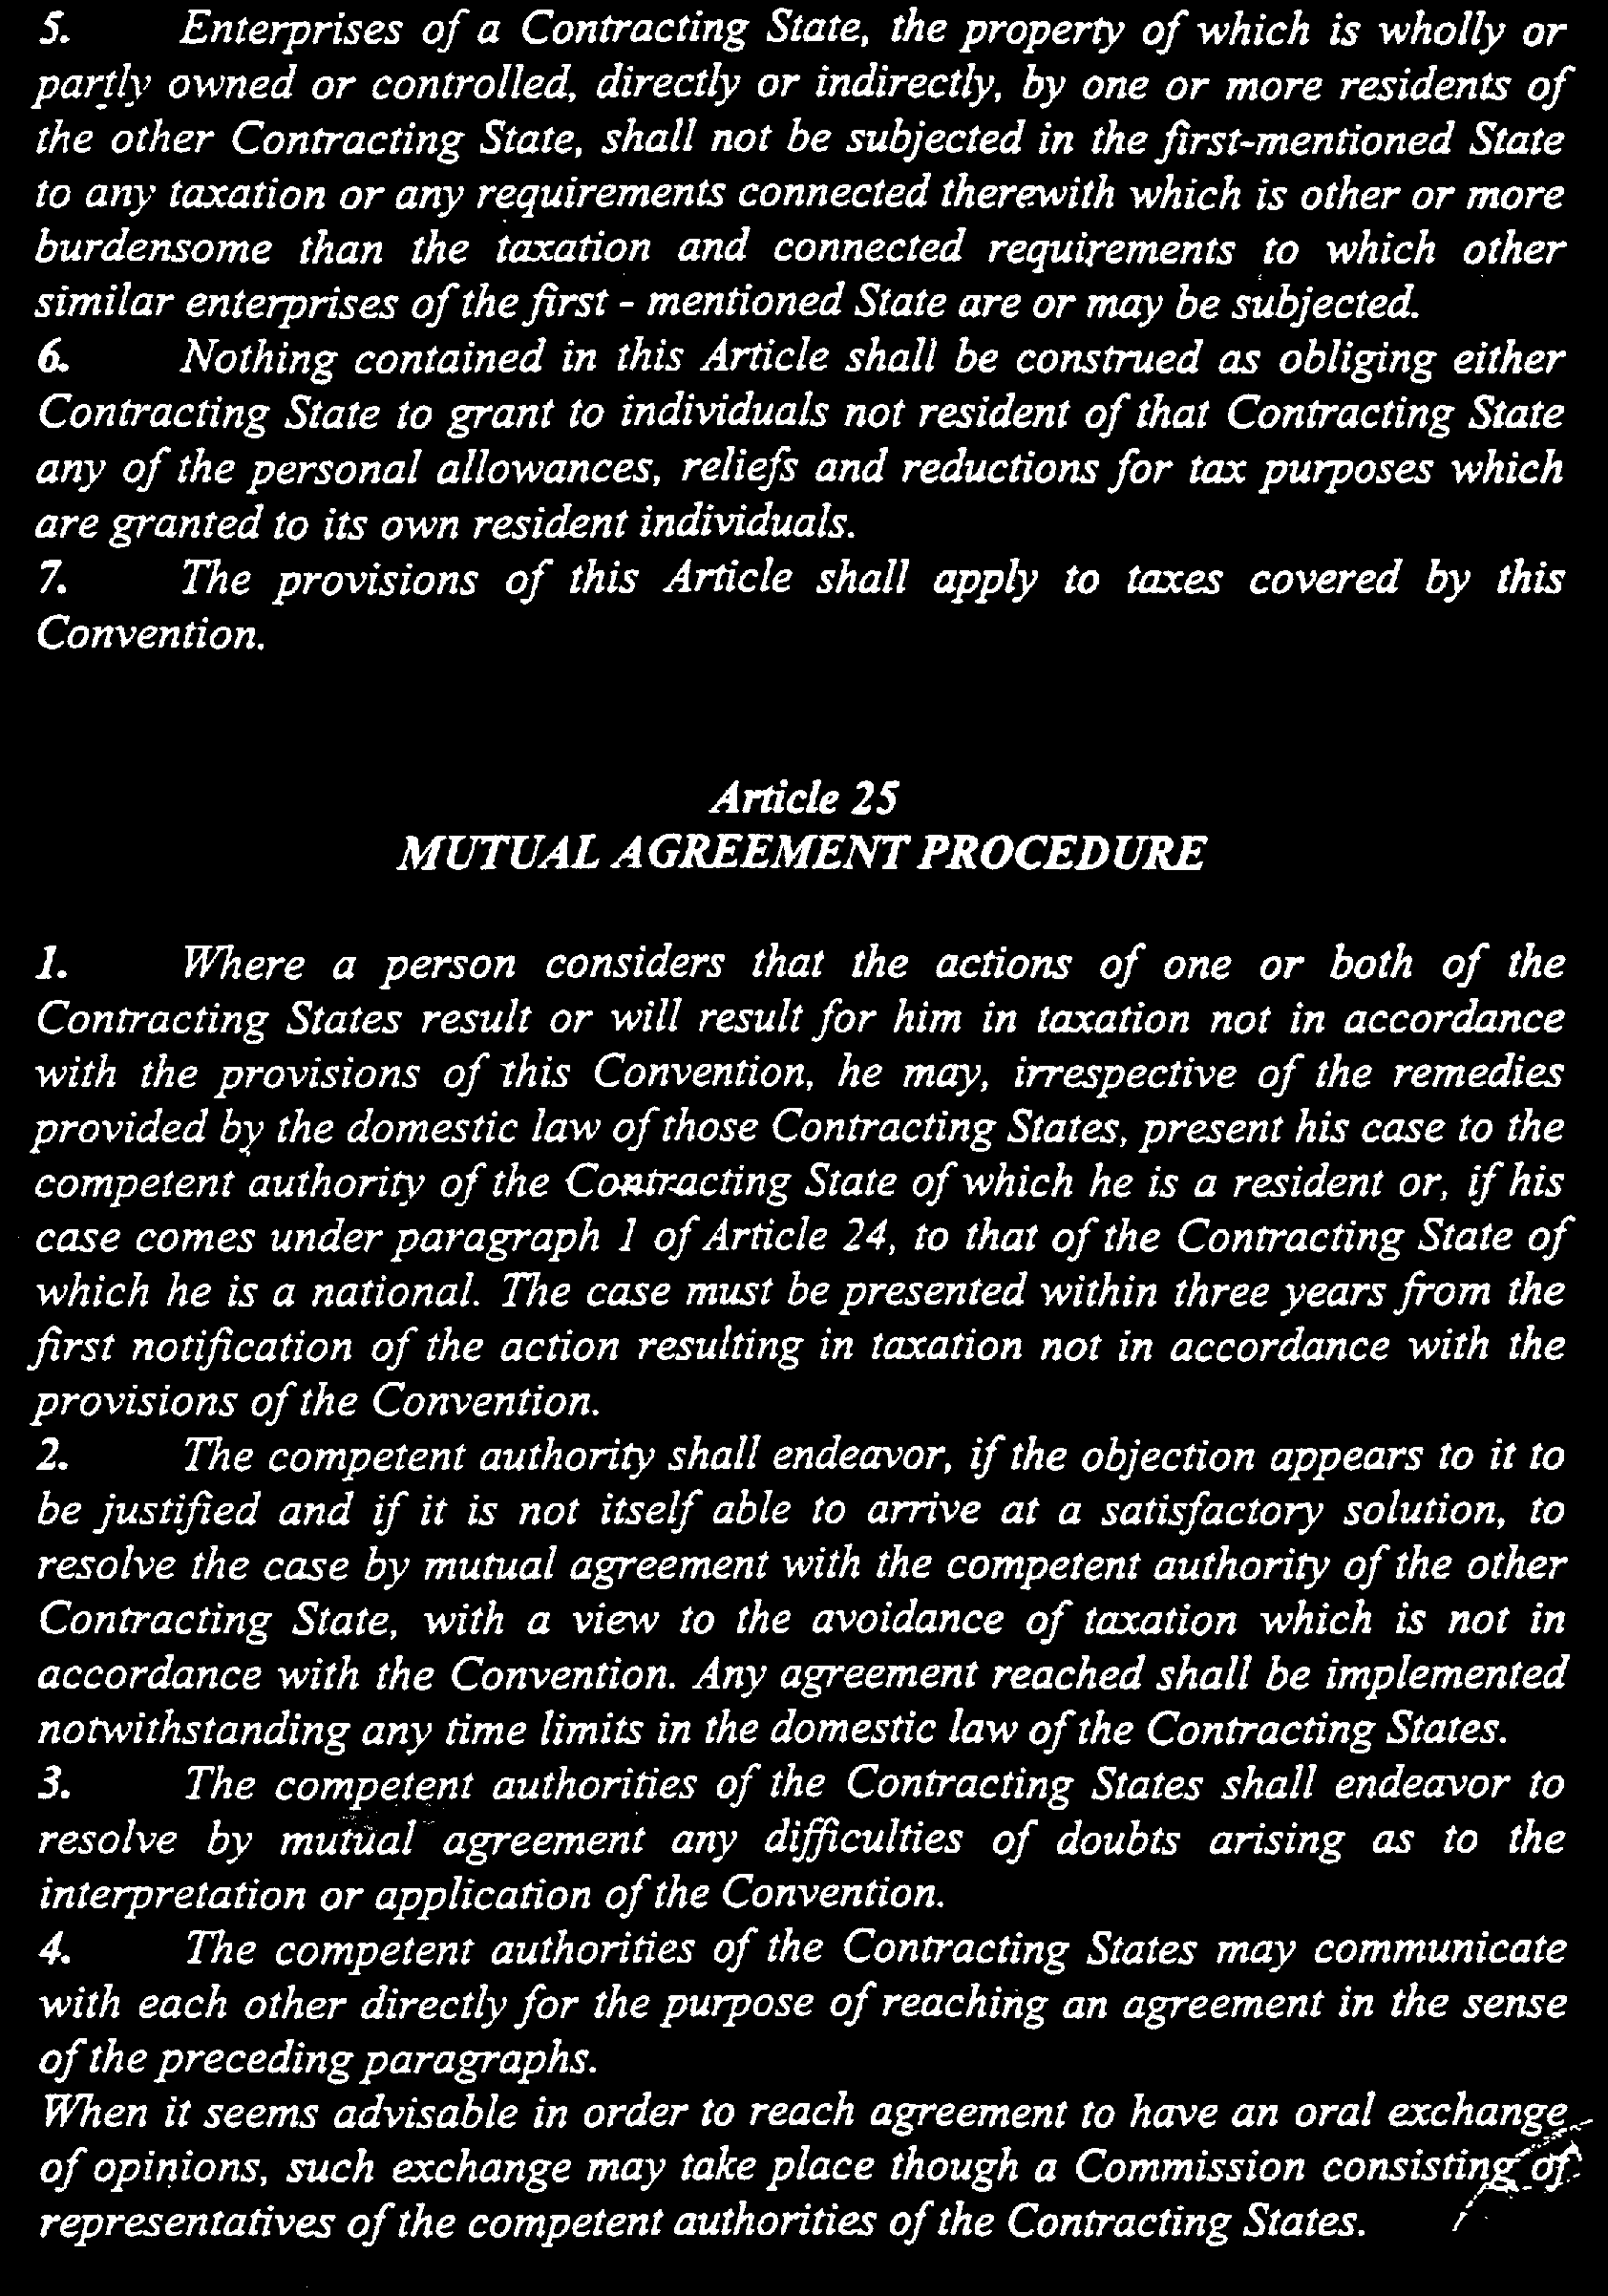 5. Enterprises of a Contracting State, the property of which is wholly or
partly owned or controlled, directly or indirectly, by one or more residents of
the other Contracting State, shall not be subjected in the first-mentioned State
to any taxation or any requirements connected therewith which is other or more
burdensome than the taxation and connected requirements to which other
similar enterprises of the first - mentioned State are or may be subjected.
6. Nothing contained in this Article shall be construed as obliging either
Contracting State to grant to individuals not resident of that Contracting State
any of the personal allowances, reliefs and reductions for tax purposes which
are granted to its own resident individuals.
7. The provisions of this Article shall apply to taxes covered by this
Convention.
Article 25
MUTUAL AGREEMENT PROCEDURE
1. Where a person considers that the actions of one or both of the
Contracting States result or will result for him in taxation not in accordance
with the provisions of this Convention, he may, irrespective of the remedies
provided by the domestic law of those Contracting States, present his case to the
competent authority of the Contracting State of which he is a resident or, if his
case comes under paragraph 1 of Article 24, to that of the Contracting State of
which he is a national. The case must be presented within three years from the
first notification of the action resulting in taxation not in accordance with the
provisions of the Convention.
2. The competent authority shall endeavor, if the objection appears to it to
be justified and if it is not itself able to arrive at a satisfactory solution, to
resolve the case by mutual agreement with the competent authority of the other
Contracting State, with a view to the avoidance of taxation which is not in
accordance with the Convention. Any agreement reached shall be implemented
notwithstanding any time limits in the domestic law of the Contracting States.
3. The competent authorities of the Contracting States shall endeavor to
resolve by mutual agreement any difficulties of doubts arising as to the
interpretation or application of the Convention.
4. The competent authorities of the Contracting States may communicate
with each other directly for the purpose of reaching an agreement in the sense
of the preceding paragraphs.
When it seems advisable in order to reach agreement to have an oral exchange
of opinions, such exchange may take place though a Commission consisting of
representatives of the competent authorities of the Contracting States.